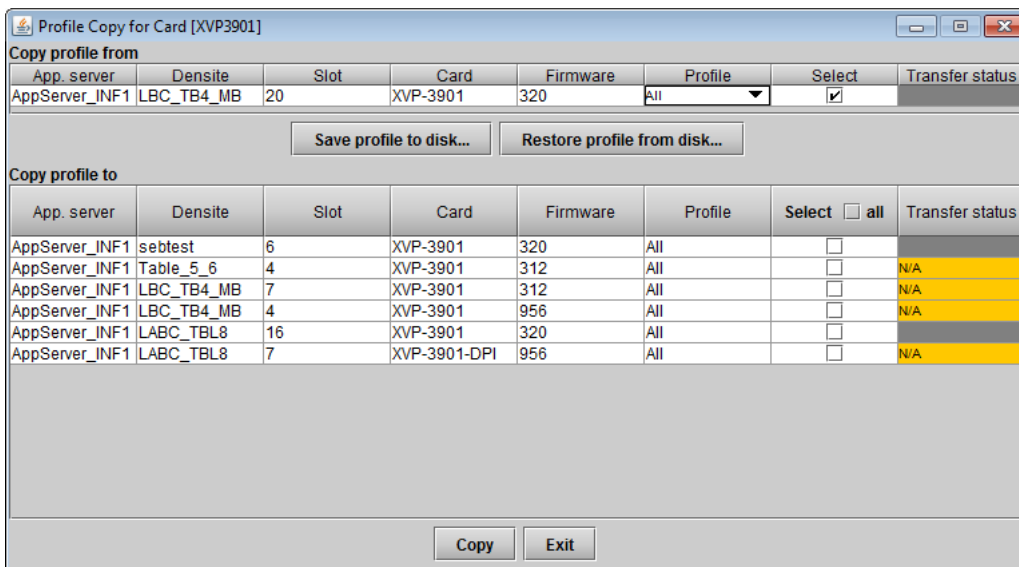 Profile Copy for Card [XVP3901]
Copy profile from
App. server Densite Slot Card Firmware Profile Select Transfer status
AppServer_INF1 LBC_TB4_MB 20 XVP-3901 320 All
Save profile to disk... Restore profile from disk...
Copy profile to
App. server Densite Slot Card Firmware Profile Select all Transfer status
AppServer_INF1 sebtest 6 XVP-3901 320 All
AppServer_INF1 Table_5_6 4 XVP-3901 312 All N/A
AppServer_INF1 LBC_TB4_MB 7 XVP-3901 312 All N/A
AppServer_INF1 LBC_TB4_MB 4 XVP-3901 956 All N/A
AppServer_INF1 LABC_TBL8 16 XVP-3901 320 All
AppServer_INF1 LABC_TBL8 7 XVP-3901-DPI 956 All N/A
Copy Exit